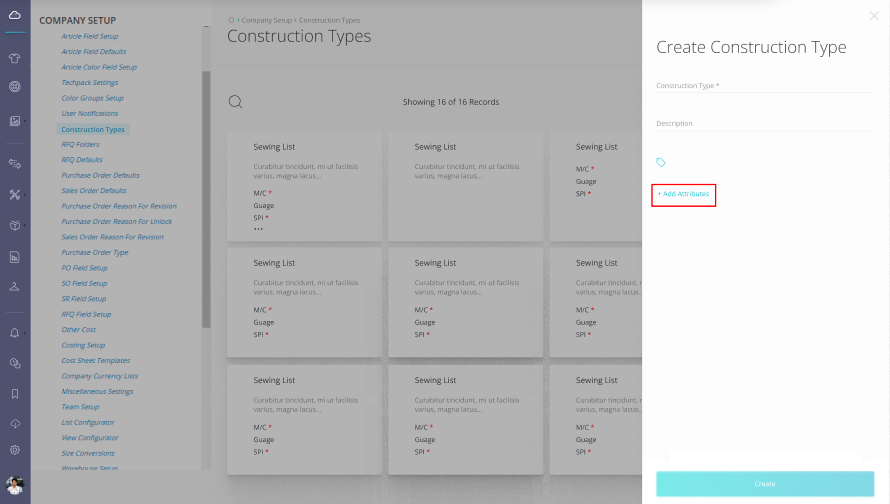 COMPANY SETUP
Article Field Setup
Article Field Defaults
Article Color Field Setup
Techpack Settings
Color Groups Setup
User Notifications
Construction Types
RFQ Folders
RFQ Defaults
Purchase Order Defaults
Sales Order Defaults
Purchase Order Reason For Revision
Purchase Order Reason For Unlock
Sales Order Reason For Revision
Purchase Order Type
PO Field Setup
SO Field Setup
SR Field Setup
RFQ Field Setup
Other Cost
Costing Setup
Cost Sheet Templates
Company Currency Lists
Miscellaneous Settings
Team Setup
List Configurator
View Configurator
Size Conversions
Warehouse Setup
› Company Setup › Construction Types
Construction Types
Showing 16 of 16 Records
Sewing List
Curabitur tincidunt, mi ut facilisis
varius, magna lacus...
M/C *
Guage
SPI *
•••
Sewing List
Curabitur tincidunt, mi ut facilisis
varius, magna lacus...
Sewing List
M/C *
Guage
SPI *
Sewing List
Curabitur tincidunt, mi ut facilisis
varius, magna lacus...
M/C *
Guage
SPI *
Sewing List
Curabitur tincidunt, mi ut facilisis
varius, magna lacus...
M/C *
Guage
SPI *
Sewing List
Curabitur tincidunt, mi
varius, magna lacus...
M/C *
Guage
SPI *
Sewing List
Curabitur tincidunt, mi ut facilisis
varius, magna lacus...
M/C *
Guage
SPI *
Sewing List
Curabitur tincidunt, mi ut facilisis
varius, magna lacus...
M/C *
Guage
SPI *
Sewing List
Curabitur tincidunt, mi
varius, magna lacus...
M/C *
Guage
SPI *
Create Construction Type
Construction Type *
Description
+ Add Attributes
Create